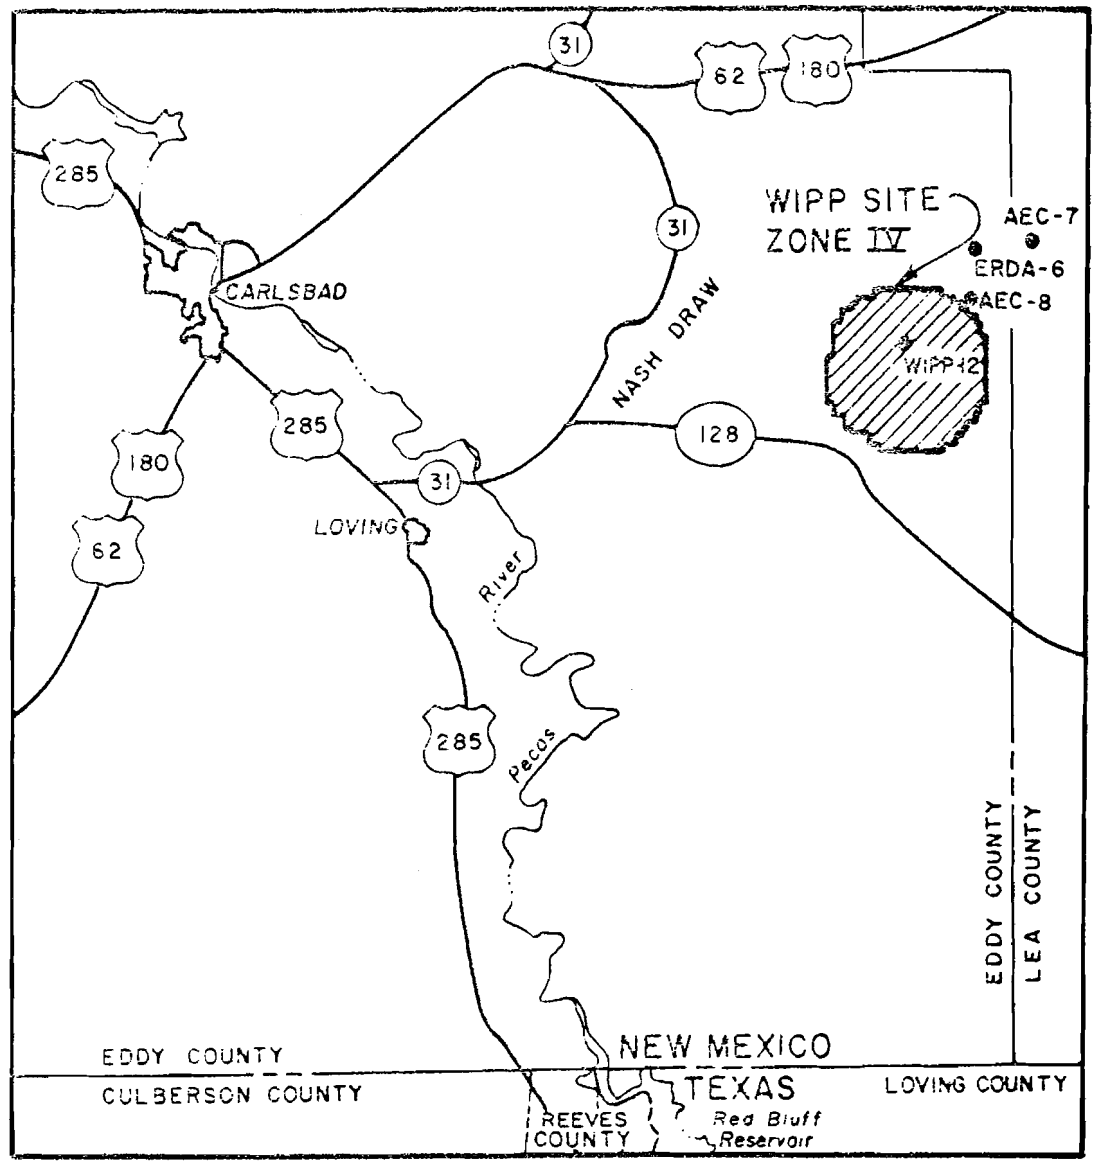 31
62
180
285
WIPP SITE
ZONE IV
AEC-7
31
ERDA-6
CARLSBAD
AEC-8
NASH DRAW
WIPP-12
285
128
180
31
LOVING
62
River
285
Pecos
EDDY COUNTY
LEA COUNTY
NEW MEXICO
EDDY COUNTY
CULBERSON COUNTY
TEXAS
LOVING COUNTY
REEVES
COUNTY
Red Bluff
Reservoir